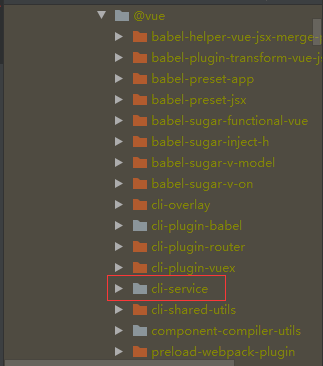 @vue
babel-helper-vue-jsx-merge-
babel-plugin-transform-vue-j
babel-preset-app
babel-preset-jsx
babel-sugar-functional-vue
babel-sugar-inject-h
babel-sugar-v-model
babel-sugar-v-on
cli-overlay
cli-plugin-babel
cli-plugin-router
cli-plugin-vuex
cli-service
cli-shared-utils
component-compiler-utils
preload-webpack-plugin